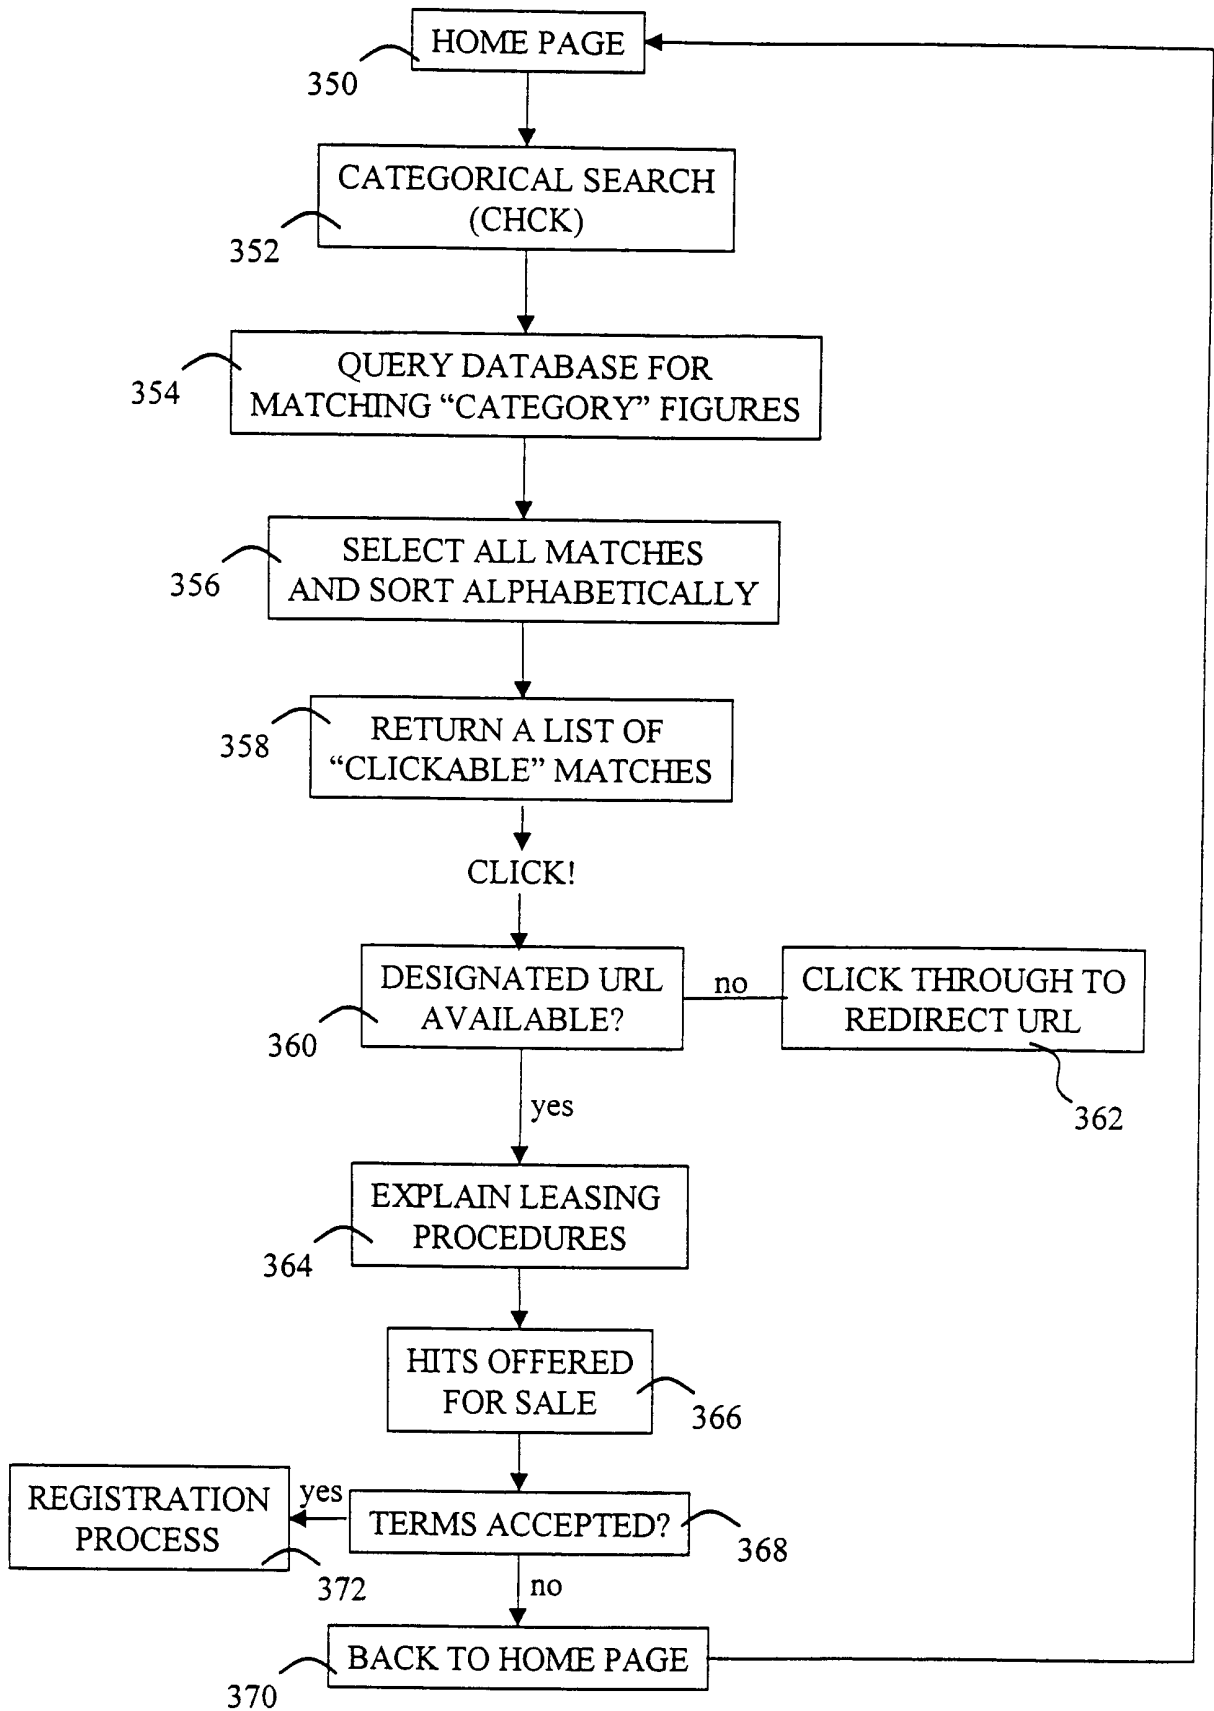 HOME PAGE
350
CATEGORICAL SEARCH
(CHCK)
352
QUERY DATABASE FOR
MATCHING “CATEGORY” FIGURES
354
SELECT ALL MATCHES
AND SORT ALPHABETICALLY
356
RETURN A LIST OF
“CLICKABLE” MATCHES
358
CLICK!
DESIGNATED URL
AVAILABLE?
360
no
CLICK THROUGH TO
REDIRECT URL
362
yes
EXPLAIN LEASING
PROCEDURES
364
HITS OFFERED
FOR SALE
366
TERMS ACCEPTED?
368
yes
REGISTRATION
PROCESS
372
no
BACK TO HOME PAGE
370